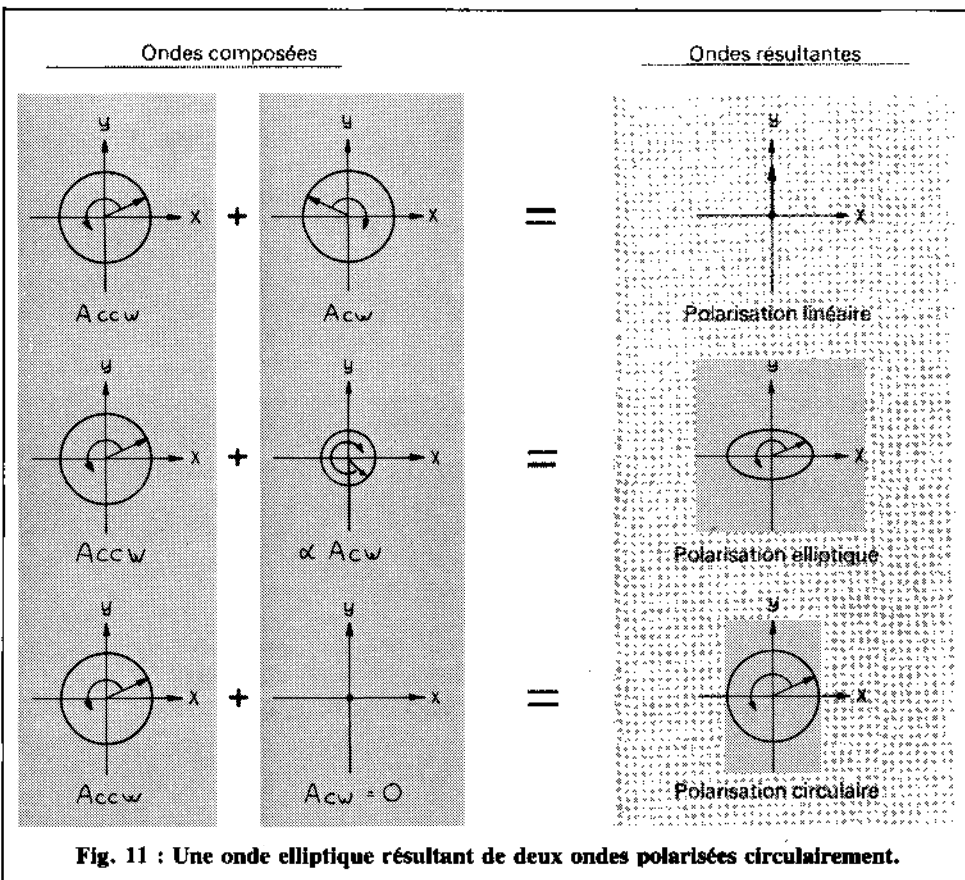 Ondes composées
Ondes résultantes
y
X
Accw
+
y
X
Acw
=
y
X
Polarisation linéaire
y
X
Accw
+
y
α Acw
=
y
X
Polarisation elliptique
y
X
Accw
+
y
X
Acw = 0
=
y
X
Polarisation circulaire
Fig. 11 : Une onde elliptique résultant de deux ondes polarisées circulairement.